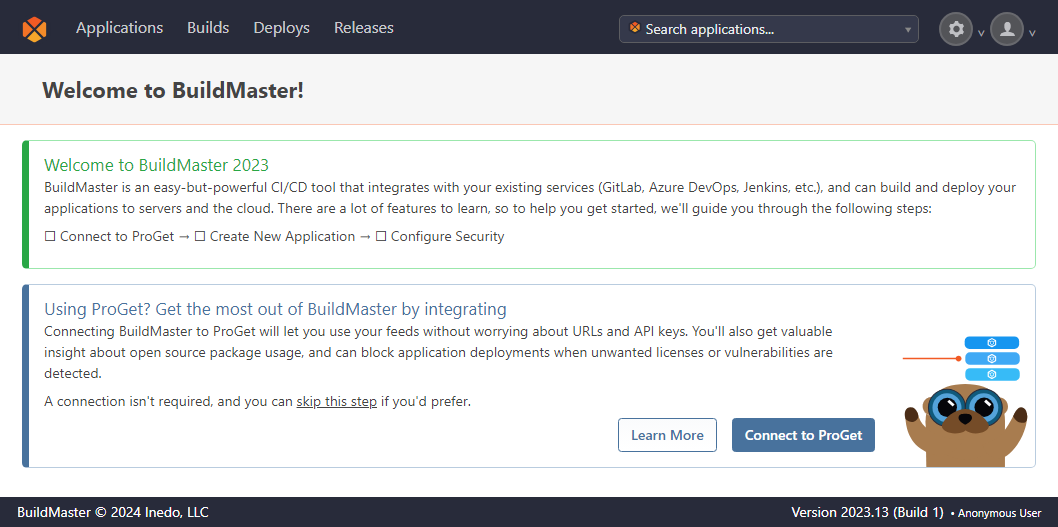 Applications Builds Deploys Releases Search applications...
Welcome to BuildMaster!
Welcome to BuildMaster 2023
BuildMaster is an easy-but-powerful CI/CD tool that integrates with your existing services (GitLab, Azure DevOps, Jenkins, etc.), and can build and deploy your
applications to servers and the cloud. There are a lot of features to learn, so to help you get started, we'll guide you through the following steps:
☐ Connect to ProGet → ☐ Create New Application → ☐ Configure Security
Using ProGet? Get the most out of BuildMaster by integrating
Connecting BuildMaster to ProGet will let you use your feeds without worrying about URLs and API keys. You'll also get valuable
insight about open source package usage, and can block application deployments when unwanted licenses or vulnerabilities are
detected.
A connection isn't required, and you can skip this step if you'd prefer.
Learn More Connect to ProGet
BuildMaster © 2024 Inedo, LLC Version 2023.13 (Build 1) • Anonymous User